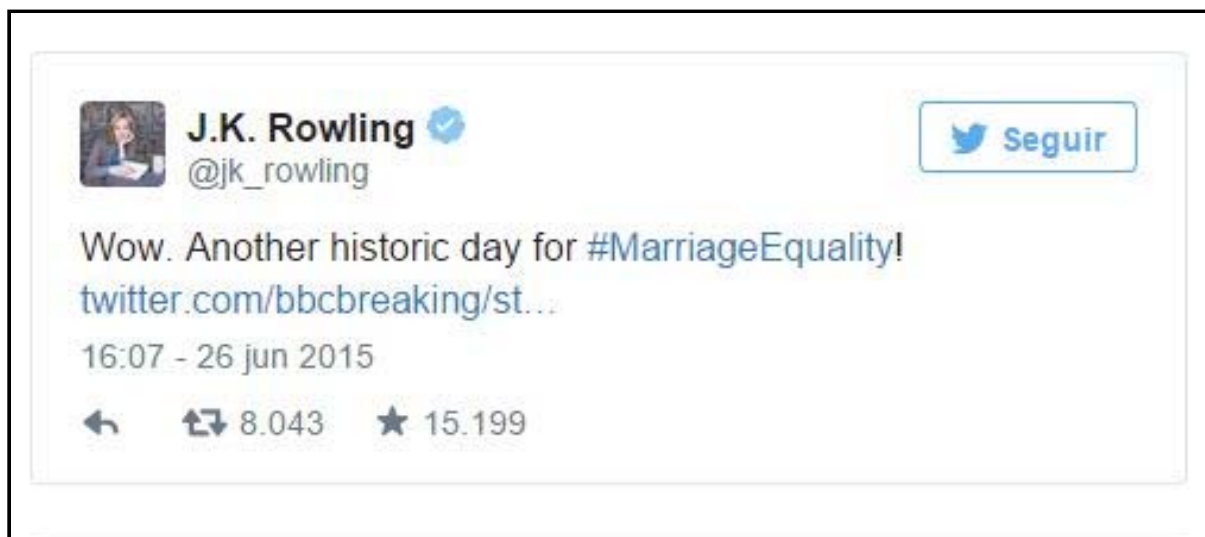 J.K. Rowling
Seguir
@jk_rowling
Wow. Another historic day for #MarriageEquality!
twitter.com/bbcbreaking/st…
16:07 - 26 jun 2015
8.043 15.199